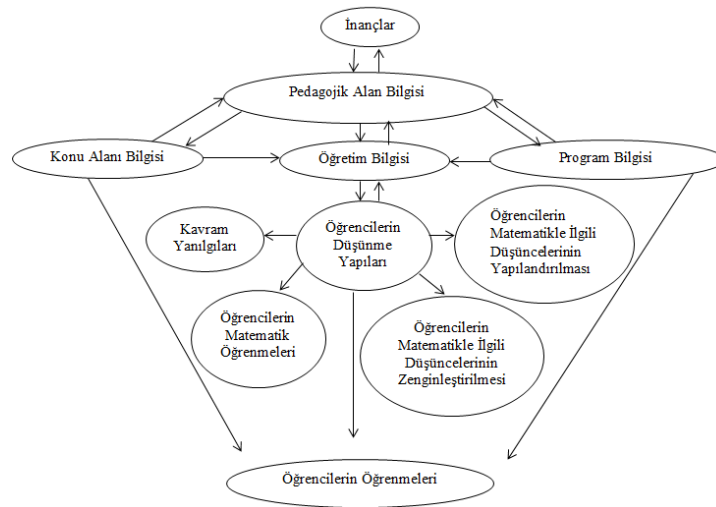 İnançlar
Pedagojik Alan Bilgisi
Konu Alanı Bilgisi
Öğretim Bilgisi
Program Bilgisi
Kavram
Yanılgıları
Öğrencilerin
Düşünme
Yapıları
Öğrencilerin
Matematikle İlgili
Düşüncelerinin
Yapılandırılması
Öğrencilerin
Matematik
Öğrenmeleri
Öğrencilerin
Matematikle İlgili
Düşüncelerinin
Zenginleştirilmesi
Öğrencilerin Öğrenmeleri